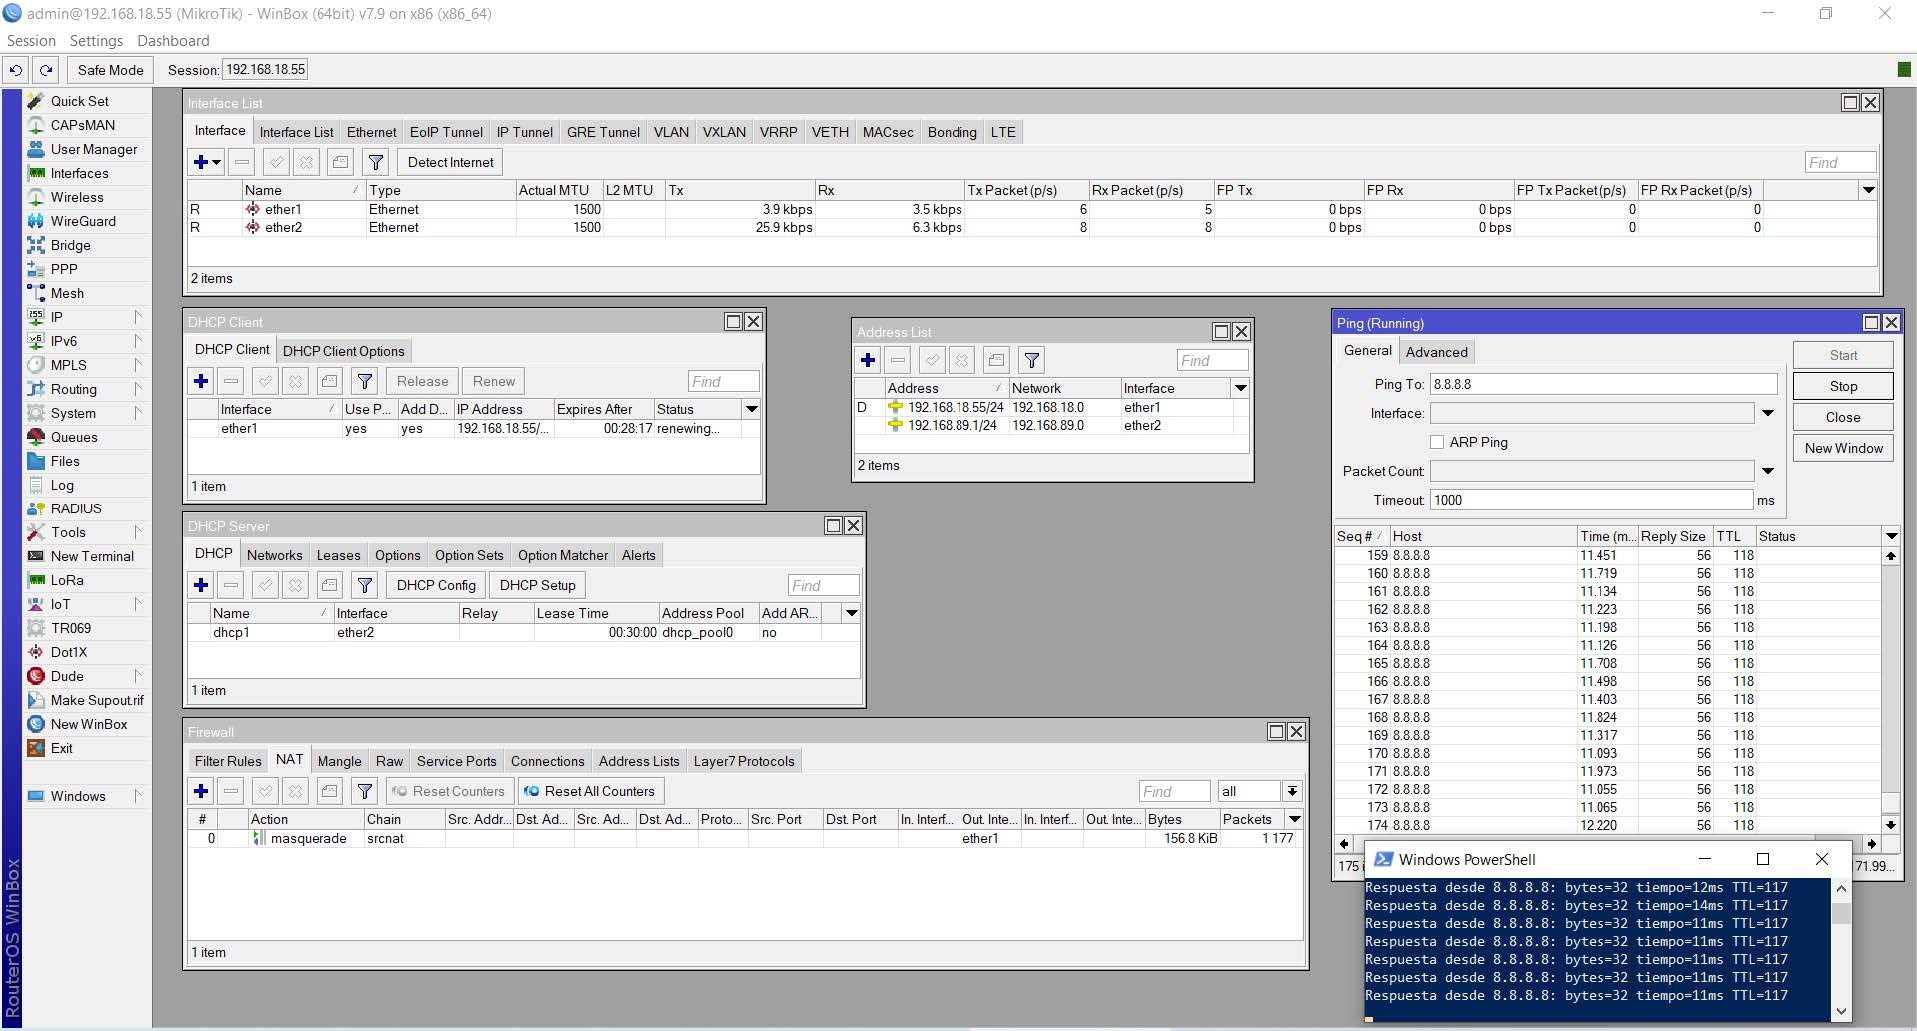 admin@192.168.18.55 (MikroTik) - WinBox (64bit) v7.9 on x86 (x86_64)
Session Settings Dashboard
Safe Mode Session: 192.168.18.55
Quick Set
CAPsMAN
User Manager
Interfaces
Wireless
WireGuard
Bridge
PPP
Mesh
IP
IPv6
MPLS
Routing
System
Queues
Files
Log
RADIUS
Tools
New Terminal
LoRa
IoT
TR069
Dot1X
Dude
Make Supout.rif
New WinBox
Exit
Windows
RouterOS WinBox
Interface List
Interface Interface List Ethernet EoIP Tunnel IP Tunnel GRE Tunnel VLAN VXLAN VRRP VETH MACsec Bonding LTE
Detect Internet Find
Name Type Actual MTU L2 MTU Tx Rx Tx Packet (p/s) Rx Packet (p/s) FP Tx FP Rx FP Tx Packet (p/s) FP Rx Packet (p/s)
R ether1 Ethernet 1500 3.9 kbps 3.5 kbps 6 5 0 bps 0 bps 0 0
R ether2 Ethernet 1500 25.9 kbps 6.3 kbps 8 8 0 bps 0 bps 0 0
2 items
DHCP Client
DHCP Client DHCP Client Options
Release Renew Find
Interface Use P... Add D... IP Address Expires After Status
ether1 yes yes 192.168.18.55/... 00:28:17 renewing...
1 item
Address List
Find
Address Network Interface
D 192.168.18.55/24 192.168.18.0 ether1
192.168.89.1/24 192.168.89.0 ether2
2 items
DHCP Server
DHCP Networks Leases Options Option Sets Option Matcher Alerts
DHCP Config DHCP Setup Find
Name Interface Relay Lease Time Address Pool Add AR...
dhcp1 ether2 00:30:00 dhcp_pool0 no
1 item
Firewall
Filter Rules NAT Mangle Raw Service Ports Connections Address Lists Layer7 Protocols
Reset Counters Reset All Counters Find all
# Action Chain Src. Addr... Dst. Ad... Src. Ad... Dst. Ad... Proto... Src. Port Dst. Port In. Interf... Out. Inte... In. Interf... Out. Inte... Bytes Packets
0 masquerade srcnat ether1 156.8 KiB 1 177
1 item
Ping (Running)
General Advanced
Ping To: 8.8.8.8
Interface:
ARP Ping
Packet Count:
Timeout: 1000 ms
Start
Stop
Close
New Window
Seq # Host Time (m... Reply Size TTL Status
159 8.8.8.8 11.451 56 118
160 8.8.8.8 11.719 56 118
161 8.8.8.8 11.134 56 118
162 8.8.8.8 11.223 56 118
163 8.8.8.8 11.198 56 118
164 8.8.8.8 11.126 56 118
165 8.8.8.8 11.708 56 118
166 8.8.8.8 11.498 56 118
167 8.8.8.8 11.403 56 118
168 8.8.8.8 11.824 56 118
169 8.8.8.8 11.317 56 118
170 8.8.8.8 11.093 56 118
171 8.8.8.8 11.973 56 118
172 8.8.8.8 11.055 56 118
173 8.8.8.8 11.065 56 118
174 8.8.8.8 12.220 56 118
175 71.99...
Windows PowerShell
Respuesta desde 8.8.8.8: bytes=32 tiempo=12ms TTL=117
Respuesta desde 8.8.8.8: bytes=32 tiempo=14ms TTL=117
Respuesta desde 8.8.8.8: bytes=32 tiempo=11ms TTL=117
Respuesta desde 8.8.8.8: bytes=32 tiempo=11ms TTL=117
Respuesta desde 8.8.8.8: bytes=32 tiempo=11ms TTL=117
Respuesta desde 8.8.8.8: bytes=32 tiempo=11ms TTL=117
Respuesta desde 8.8.8.8: bytes=32 tiempo=11ms TTL=117